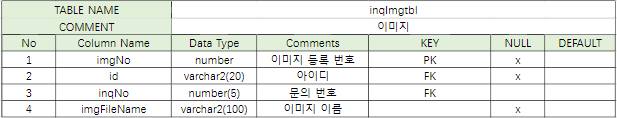 TABLE NAME inqImgtbl
COMMENT 이미지
No Column Name Data Type Comments KEY NULL DEFAULT
1 imgNo number 이미지 등록 번호 PK x
2 id varchar2(20) 아이디 FK x
3 inqNo number(5) 문의 번호 FK
4 imgFileName varchar2(100) 이미지 이름 x